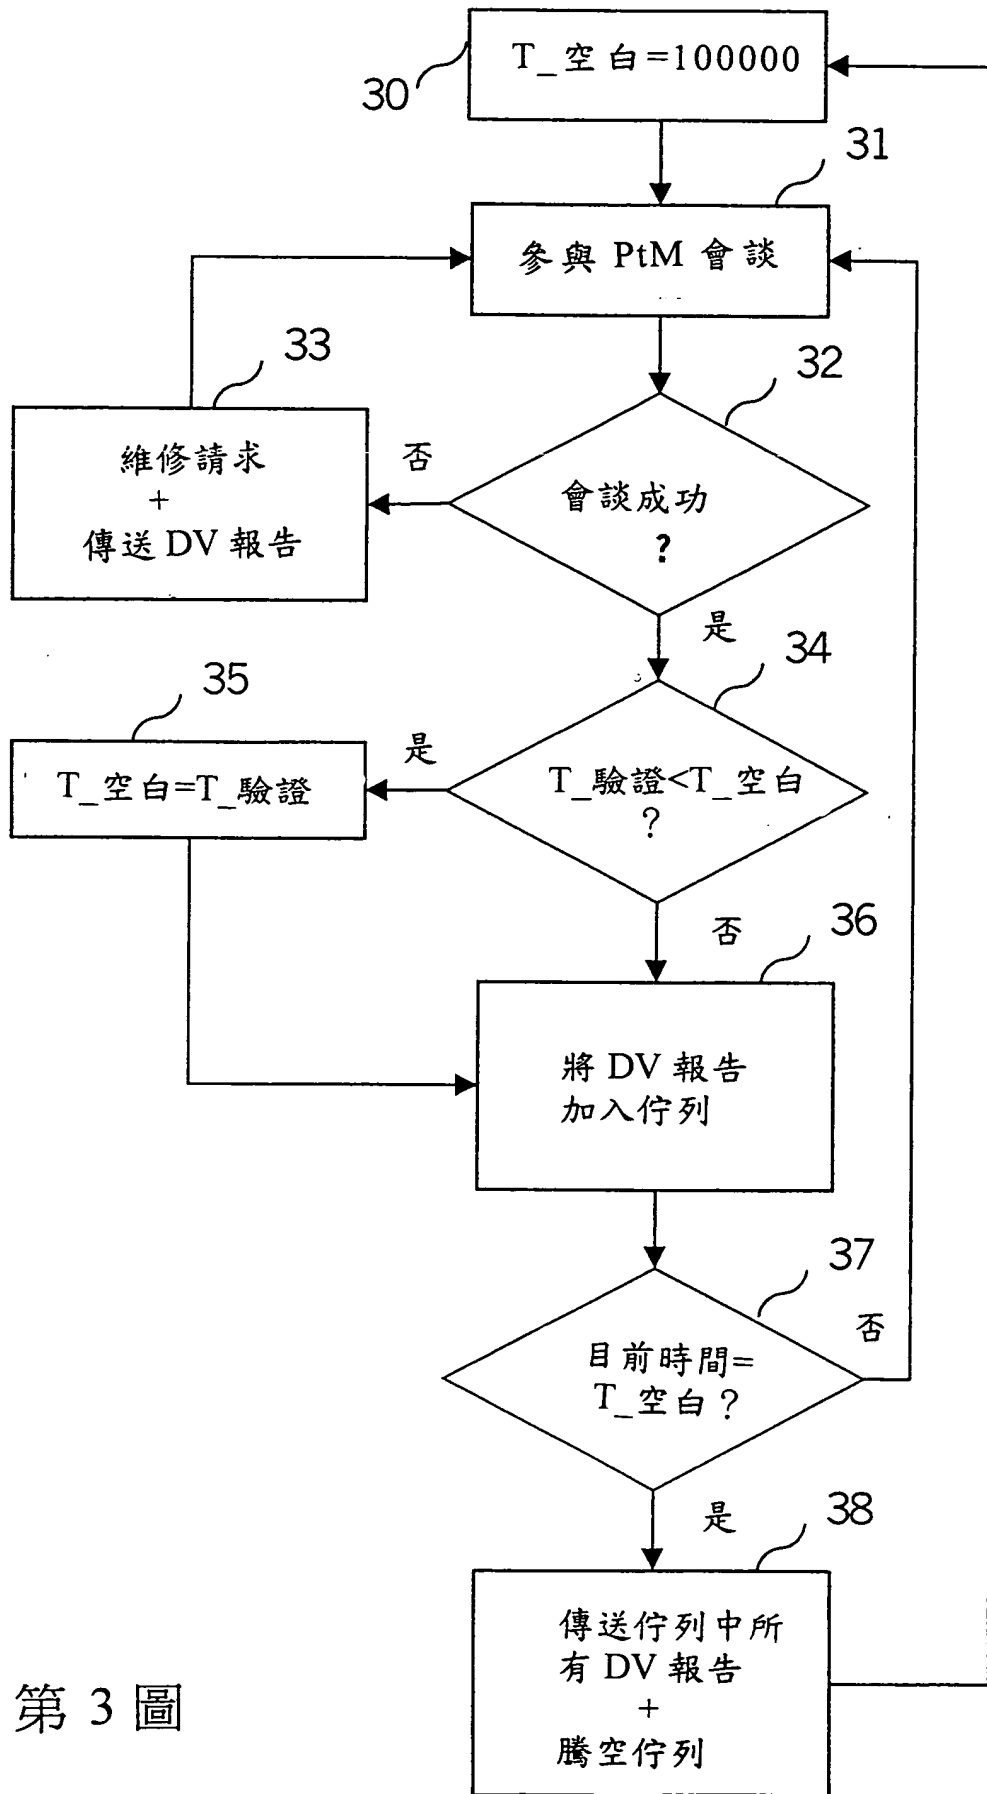 T_空白=100000
30
31
參與 PtM 會談
33
32
維修請求
+
傳送 DV 報告
否
會談成功
?
是
34
35
是
T_空白=T_驗證
T_驗證<T_空白
?
否
36
將 DV 報告
加入佇列
37
否
目前時間=
T_空白?
是
38
傳送佇列中所
有 DV 報告
+
騰空佇列
第 3 圖